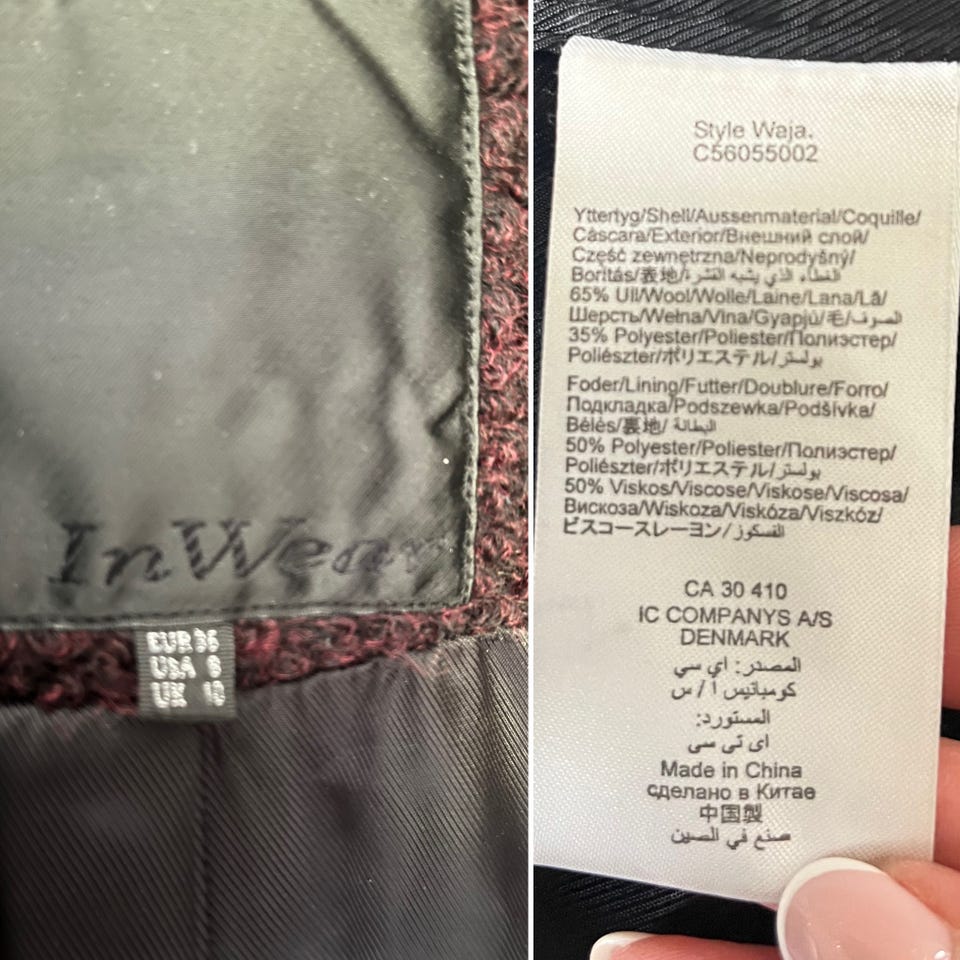 InWear
EUR 36
USA 6
UK 10
Style Waja.
C56055002
Yttertyg/Shell/Aussenmaterial/Coquille/
Cáscara/Exterior/Внешний слой/
Część zewnętrzna/Neprodyšný/
Borítás/表地/الغطاء الذي يشبه القشرة
65% Ull/Wool/Wolle/Laine/Lana/Lã/
Шерсть/Wełna/Vlna/Gyapjú/毛/الصوف
35% Polyester/Poliester/Полиэстер/
Poliészter/ポリエステル/بولستر
Foder/Lining/Futter/Doublure/Forro/
Подкладка/Podszewka/Podšívka/
Bélés/裏地/البطانة
50% Polyester/Poliester/Полиэстер/
Poliészter/ポリエステル/بولستر
50% Viskos/Viscose/Viskose/Viscosa/
Вискоза/Wiskoza/Viskóza/Viszkóz/
ビスコースレーヨン/الفسكوز
CA 30 410
IC COMPANYS A/S
DENMARK
المصدر: اي سي
كومبانيس ا / س
المستورد:
اى تى سى
Made in China
сделано в Китае
中国製
صنع في الصين